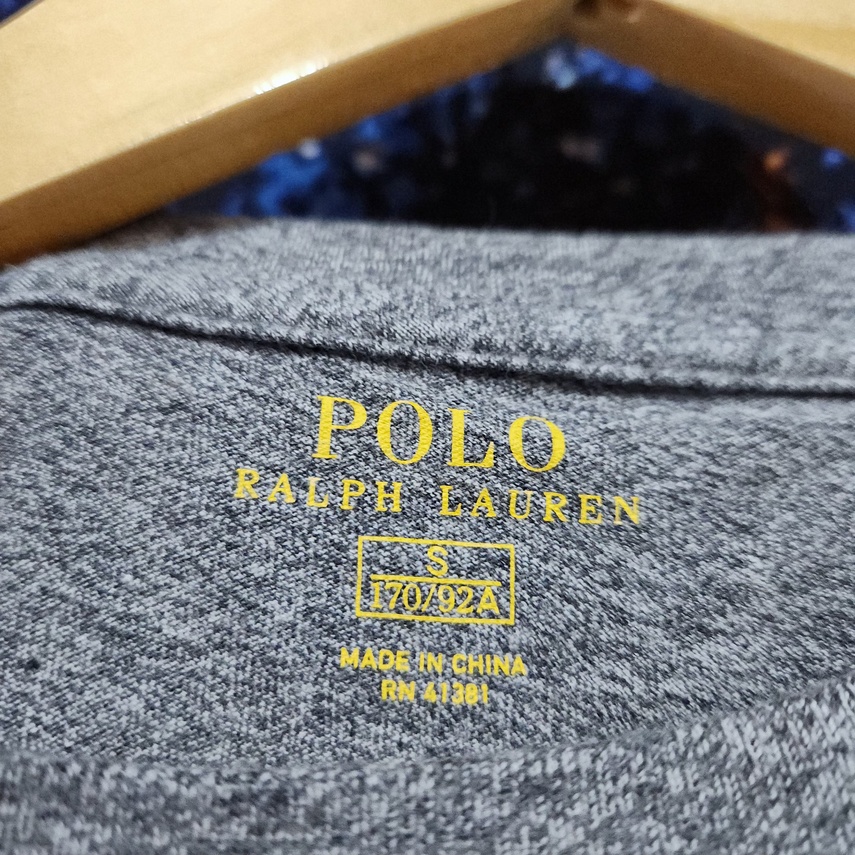 POLO
RALPH LAUREN
S
170/92A
MADE IN CHINA
RN 41381